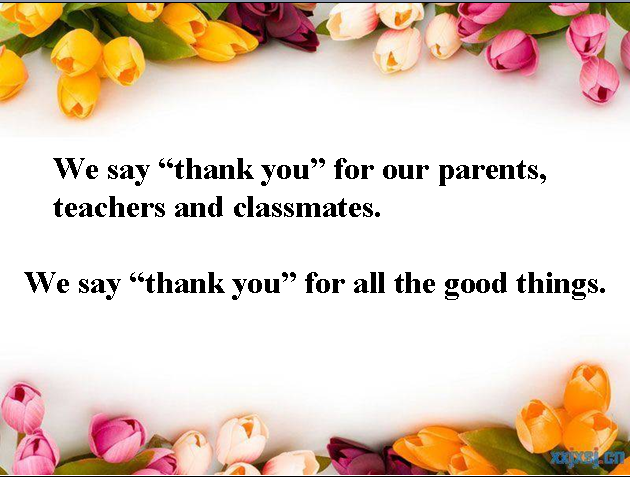 We say “thank you” for our parents,
teachers and classmates.
We say “thank you” for all the good things.
xxjxsj.cn